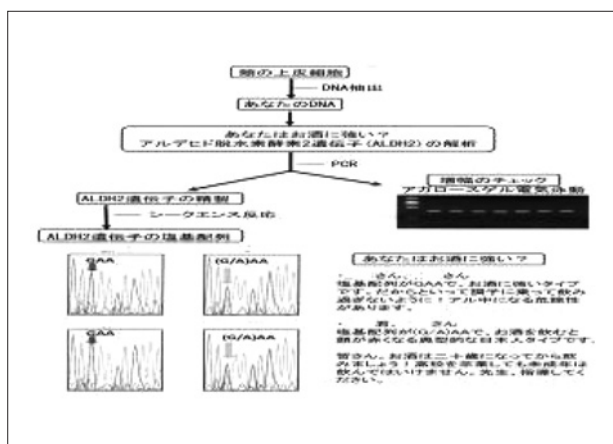 頬の上皮細胞
DNA抽出
あなたのDNA
あなたはお酒に強い?
アルデヒド脱水素酵素2遺伝子(ALDH2)の解析
PCR
ALDH2遺伝子の精製
シークエンス反応
ALDH2遺伝子の塩基配列
増幅のチェック
アガロースゲル電気泳動
GAA
(G/A)AA
GAA
(G/A)AA
あなたはお酒に強い?
・ さん、 さん
塩基配列がGAAで、お酒に強いタイプ
です。だからといって調子に乗って飲み
過ぎないように!アル中になる危険性
があります。
・ 君、 さん
塩基配列が(G/A)AAで、お酒を飲むと
顔が赤くなる典型的な日本人タイプです。
皆さん、お酒は二十歳になってから飲
みましょう!高校を卒業しても未成年は
飲んではいけません。先生、指導してく
ださい。